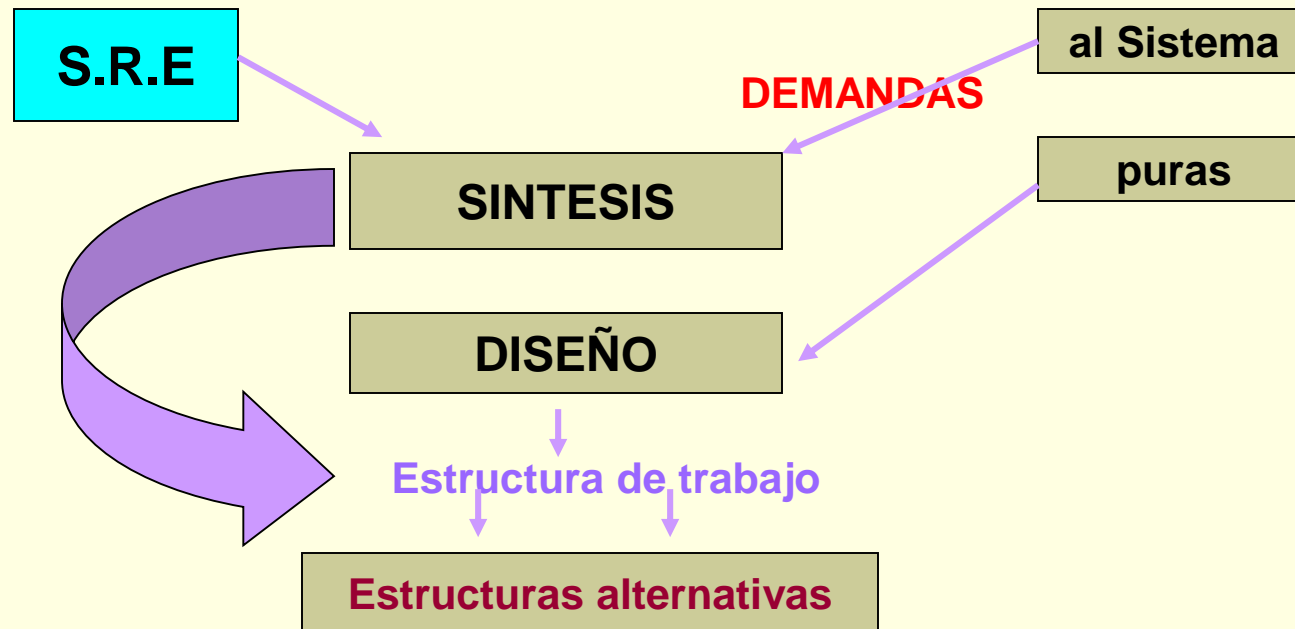 S.R.E
al Sistema
DEMANDAS
puras
SINTESIS
DISEÑO
Estructura de trabajo
Estructuras alternativas